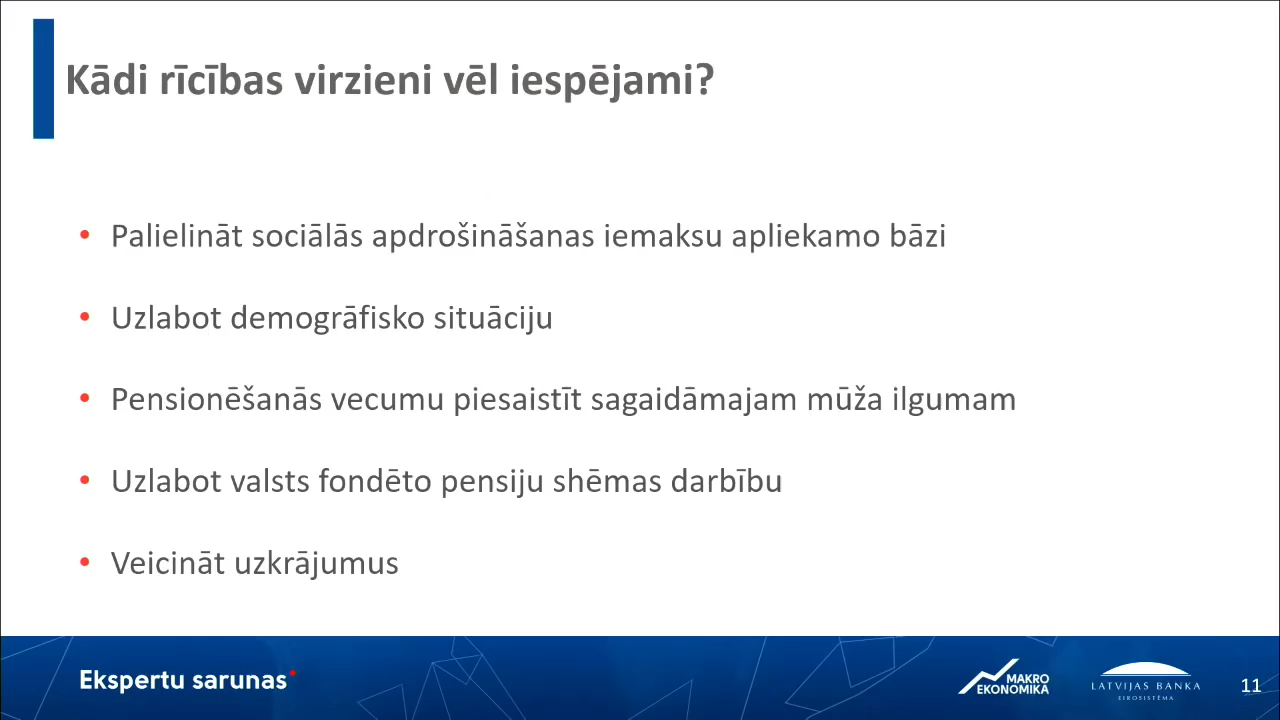 Kādi rīcības virzieni vēl iespējami?
• Palielināt sociālās apdrošināšanas iemaksu apliekamo bāzi
• Uzlabot demogrāfisko situāciju
• Pensionēšanās vecumu piesaistīt sagaidāmajam mūža ilgumam
• Uzlabot valsts fondēto pensiju shēmas darbību
• Veicināt uzkrājumus
Ekspertu sarunas*
MAKRO
EKONOMIKA
LATVIJAS BANKA
EIROSISTĒMA
11